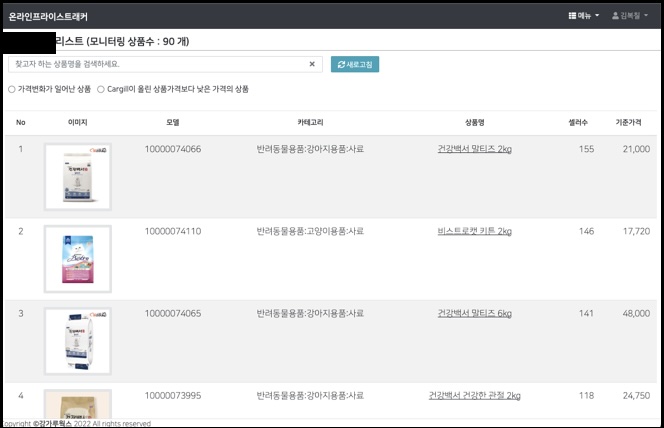 온라인프라이스트래커 메뉴 김복질
리스트 (모니터링 상품수 : 90 개)
찾고자 하는 상품명을 검색하세요. × 새로고침
가격변화가 일어난 상품 Cargill이 올린 상품가격보다 낮은 가격의 상품
No 이미지 모델 카테고리 상품명 셀러수 기준가격
1 10000074066 반려동물용품:강아지용품:사료 건강백서 말티즈 2kg 155 21,000
2 10000074110 반려동물용품:고양이용품:사료 비스트로캣 키튼 2kg 146 17,720
3 10000074065 반려동물용품:강아지용품:사료 건강백서 말티즈 6kg 141 48,000
4 10000073995 반려동물용품:강아지용품:사료 건강백서 건강한 관절 2kg 118 24,750
opyright ©강가루웍스 2022 All rights reserved